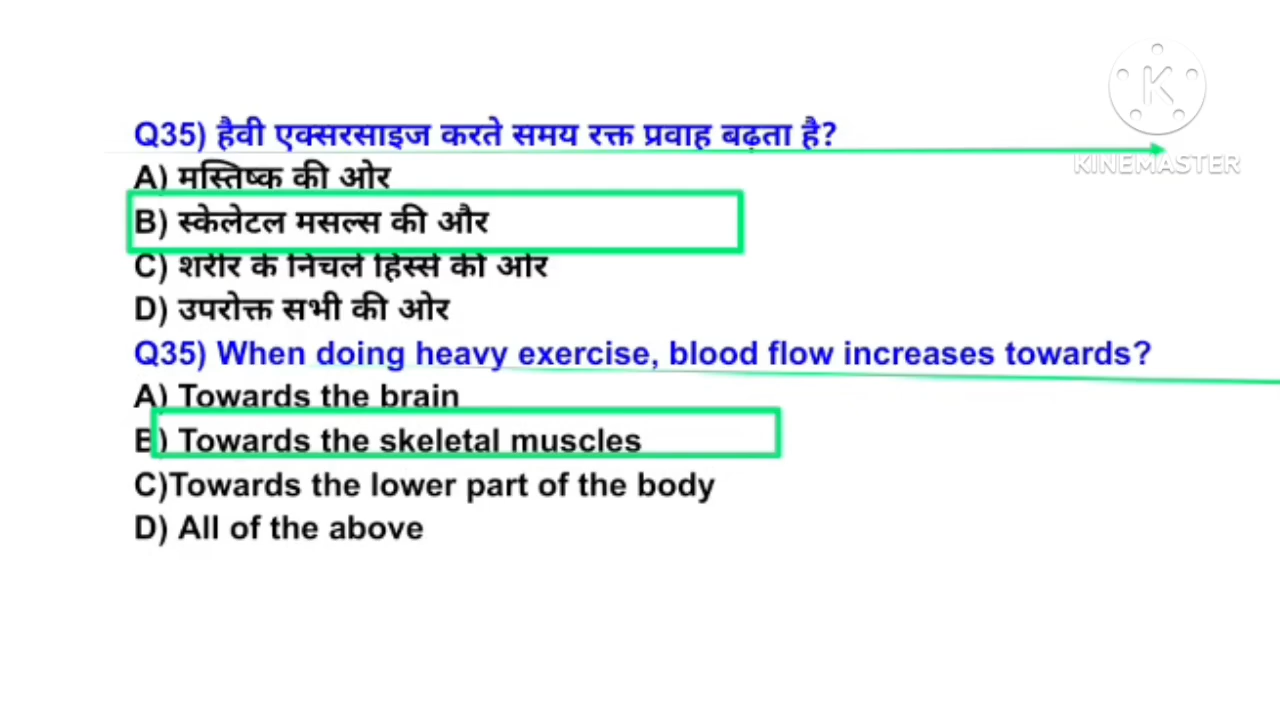 Q35) हैवी एक्सरसाइज करते समय रक्त प्रवाह बढ़ता है?
A) मस्तिष्क की ओर
B) स्केलेटल मसल्स की और
C) शरीर के निचले हिस्से की ओर
D) उपरोक्त सभी की ओर
Q35) When doing heavy exercise, blood flow increases towards?
A) Towards the brain
B) Towards the skeletal muscles
C)Towards the lower part of the body
D) All of the above
K
KINEMASTER